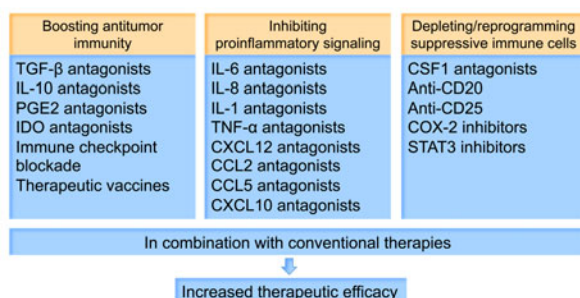 Boosting antitumor
immunity
TGF-β antagonists
IL-10 antagonists
PGE2 antagonists
IDO antagonists
Immune checkpoint
blockade
Therapeutic vaccines
Inhibiting
proinflammatory signaling
IL-6 antagonists
IL-8 antagonists
IL-1 antagonists
TNF-α antagonists
CXCL12 antagonists
CCL2 antagonists
CCL5 antagonists
CXCL10 antagonists
Depleting/reprogramming
suppressive immune cells
CSF1 antagonists
Anti-CD20
Anti-CD25
COX-2 inhibitors
STAT3 inhibitors
In combination with conventional therapies
Increased therapeutic efficacy